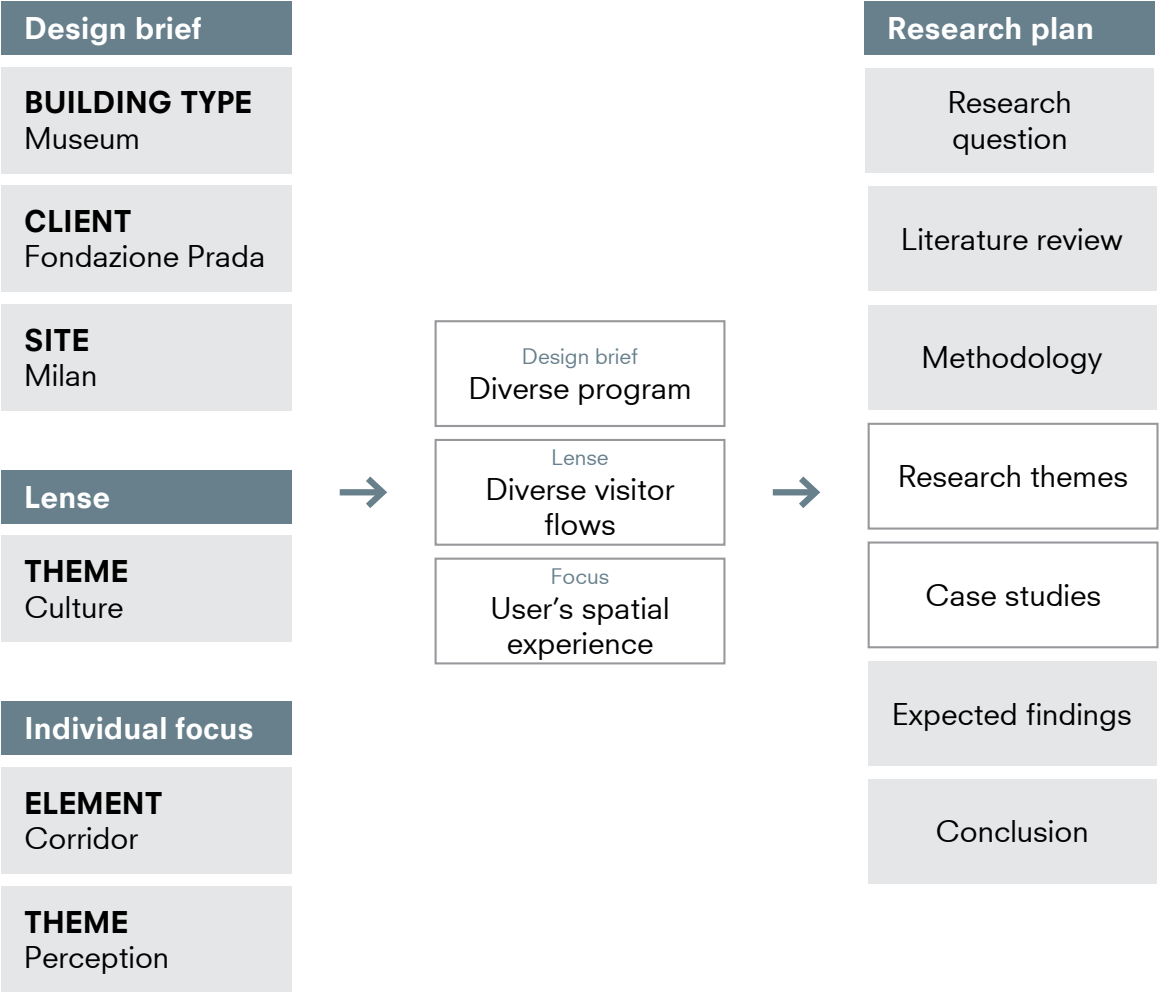 Design brief
BUILDING TYPE
Museum
CLIENT
Fondazione Prada
SITE
Milan
Lense
THEME
Culture
Individual focus
ELEMENT
Corridor
THEME
Perception
Design brief
Diverse program
Lense
Diverse visitor
flows
Focus
User’s spatial
experience
Research plan
Research
question
Literature review
Methodology
Research themes
Case studies
Expected findings
Conclusion